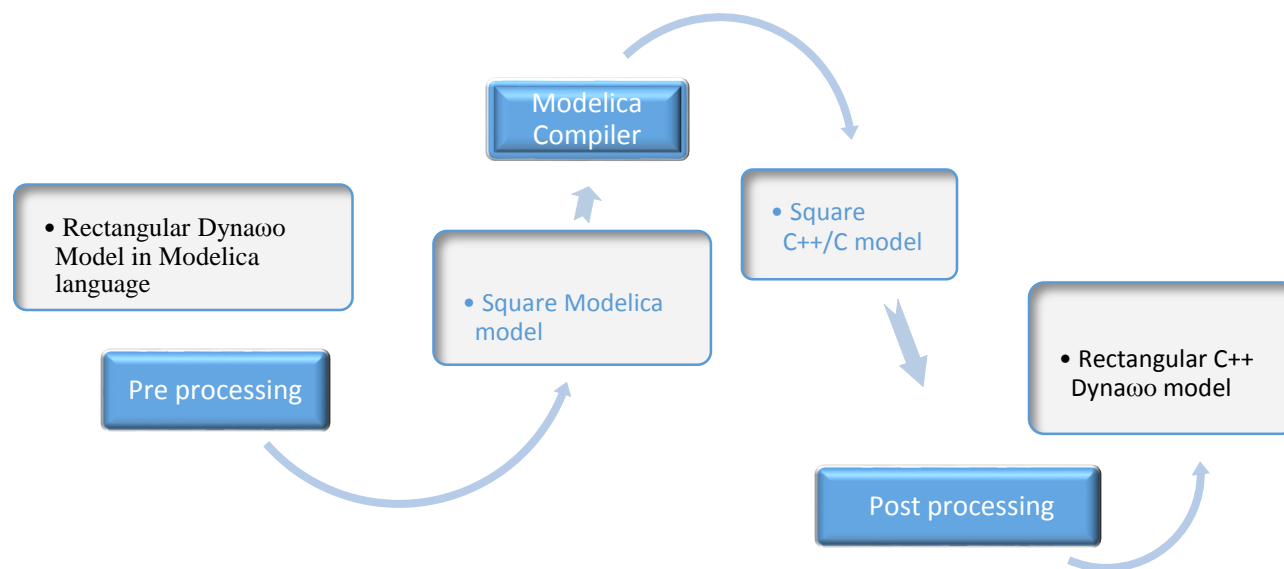 • Rectangular Dynaωo
Model in Modelica
language
Pre processing
• Square Modelica
model
Modelica
Compiler
• Square
C++/C model
Post processing
• Rectangular C++
Dynaωo model